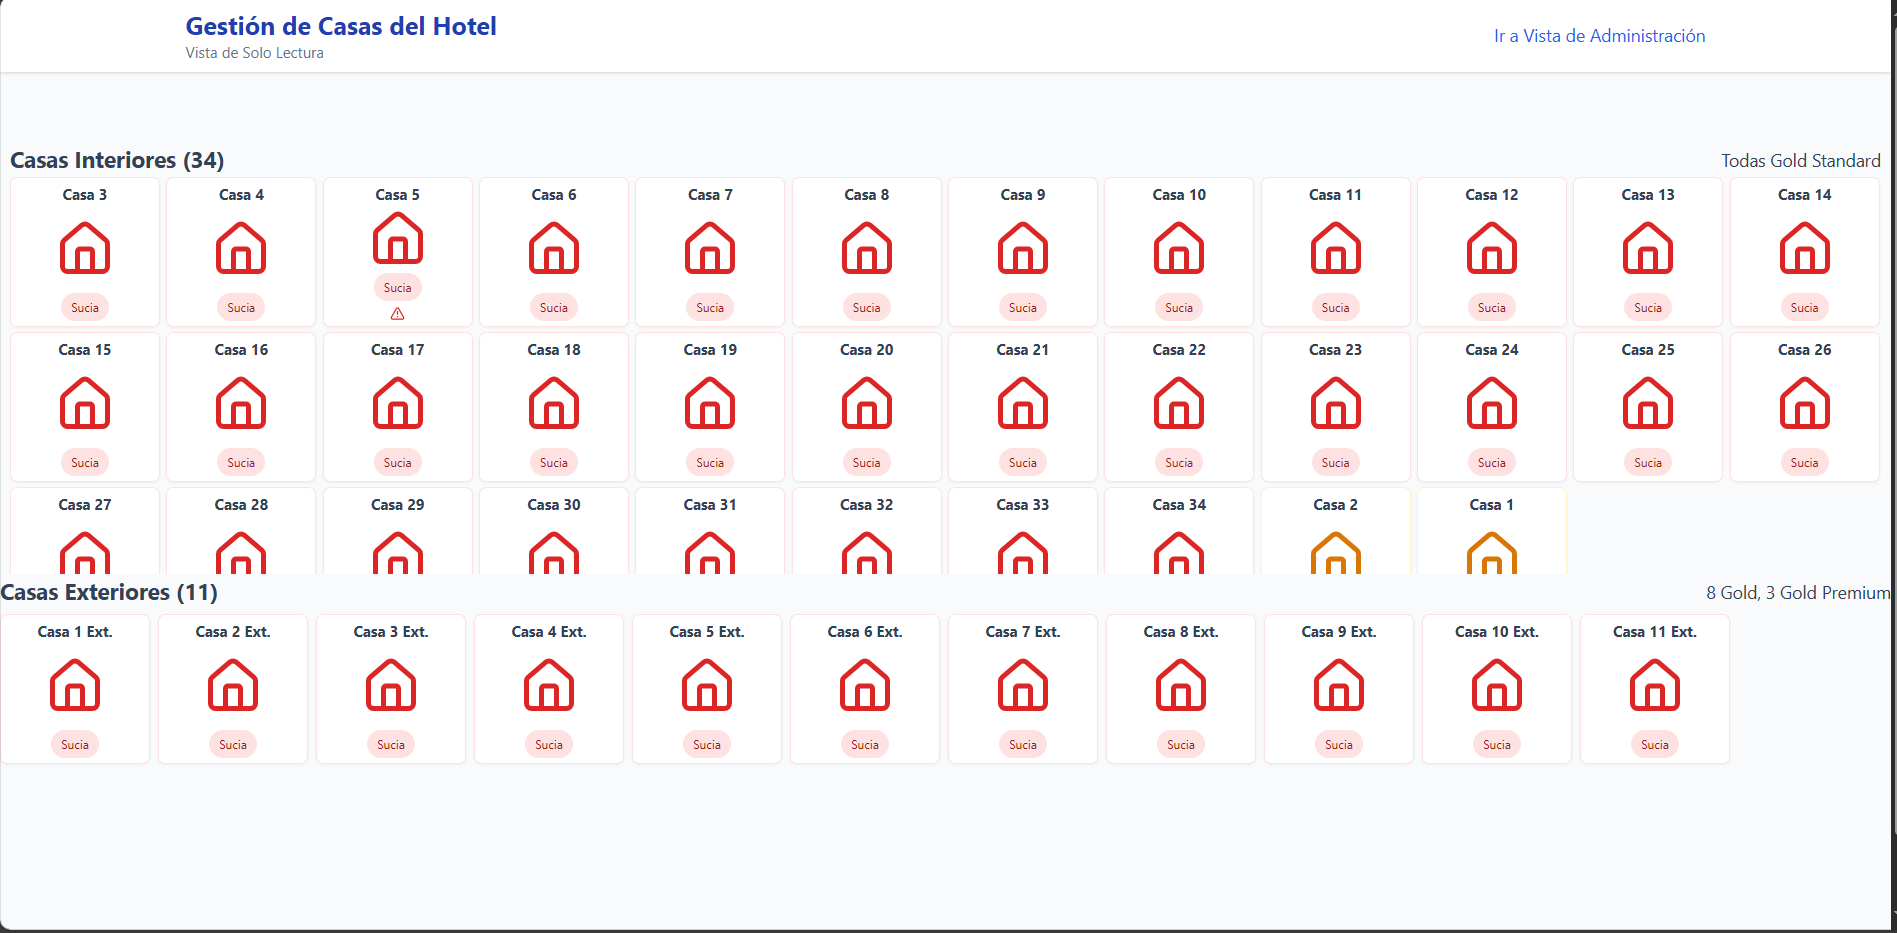 Gestión de Casas del Hotel
Vista de Solo Lectura
Ir a Vista de Administración
Casas Interiores (34)
Todas Gold Standard
Casa 3 Casa 4 Casa 5 Casa 6 Casa 7 Casa 8 Casa 9 Casa 10 Casa 11 Casa 12 Casa 13 Casa 14
Sucia Sucia Sucia Sucia Sucia Sucia Sucia Sucia Sucia Sucia Sucia Sucia
Casa 15 Casa 16 Casa 17 Casa 18 Casa 19 Casa 20 Casa 21 Casa 22 Casa 23 Casa 24 Casa 25 Casa 26
Sucia Sucia Sucia Sucia Sucia Sucia Sucia Sucia Sucia Sucia Sucia Sucia
Casa 27 Casa 28 Casa 29 Casa 30 Casa 31 Casa 32 Casa 33 Casa 34 Casa 2 Casa 1
Casas Exteriores (11)
8 Gold, 3 Gold Premium
Casa 1 Ext. Casa 2 Ext. Casa 3 Ext. Casa 4 Ext. Casa 5 Ext. Casa 6 Ext. Casa 7 Ext. Casa 8 Ext. Casa 9 Ext. Casa 10 Ext. Casa 11 Ext.
Sucia Sucia Sucia Sucia Sucia Sucia Sucia Sucia Sucia Sucia Sucia